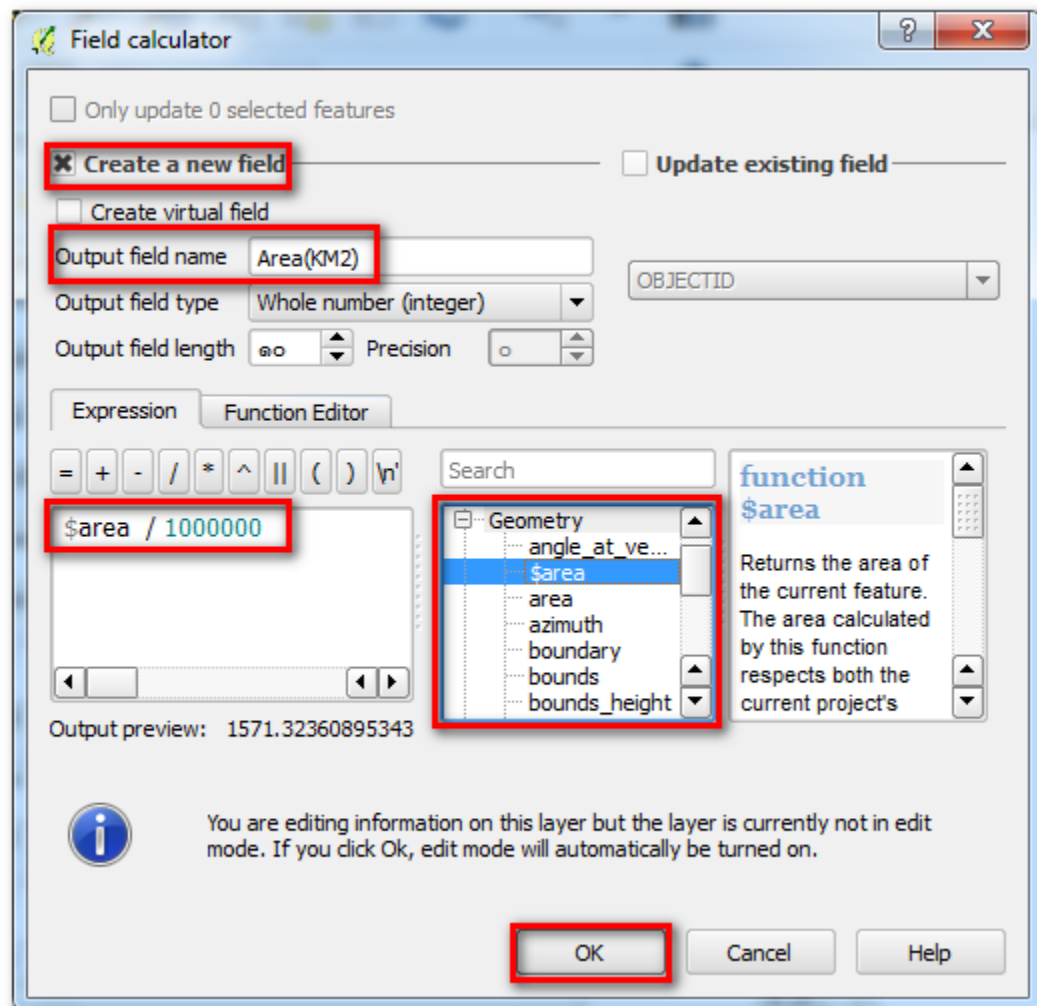 Field calculator
Only update 0 selected features
Create a new field
Update existing field
Create virtual field
Output field name Area(KM2)
OBJECTID
Output field type Whole number (integer)
Output field length ๑๐ Precision ๐
Expression Function Editor
= + - / * ^ || ( ) \n'
Search
$area / 1000000
Geometry
angle_at_ve...
$area
area
azimuth
boundary
bounds
bounds_height
function
$area
Returns the area of
the current feature.
The area calculated
by this function
respects both the
current project's
Output preview: 1571.32360895343
You are editing information on this layer but the layer is currently not in edit
mode. If you click Ok, edit mode will automatically be turned on.
OK Cancel Help